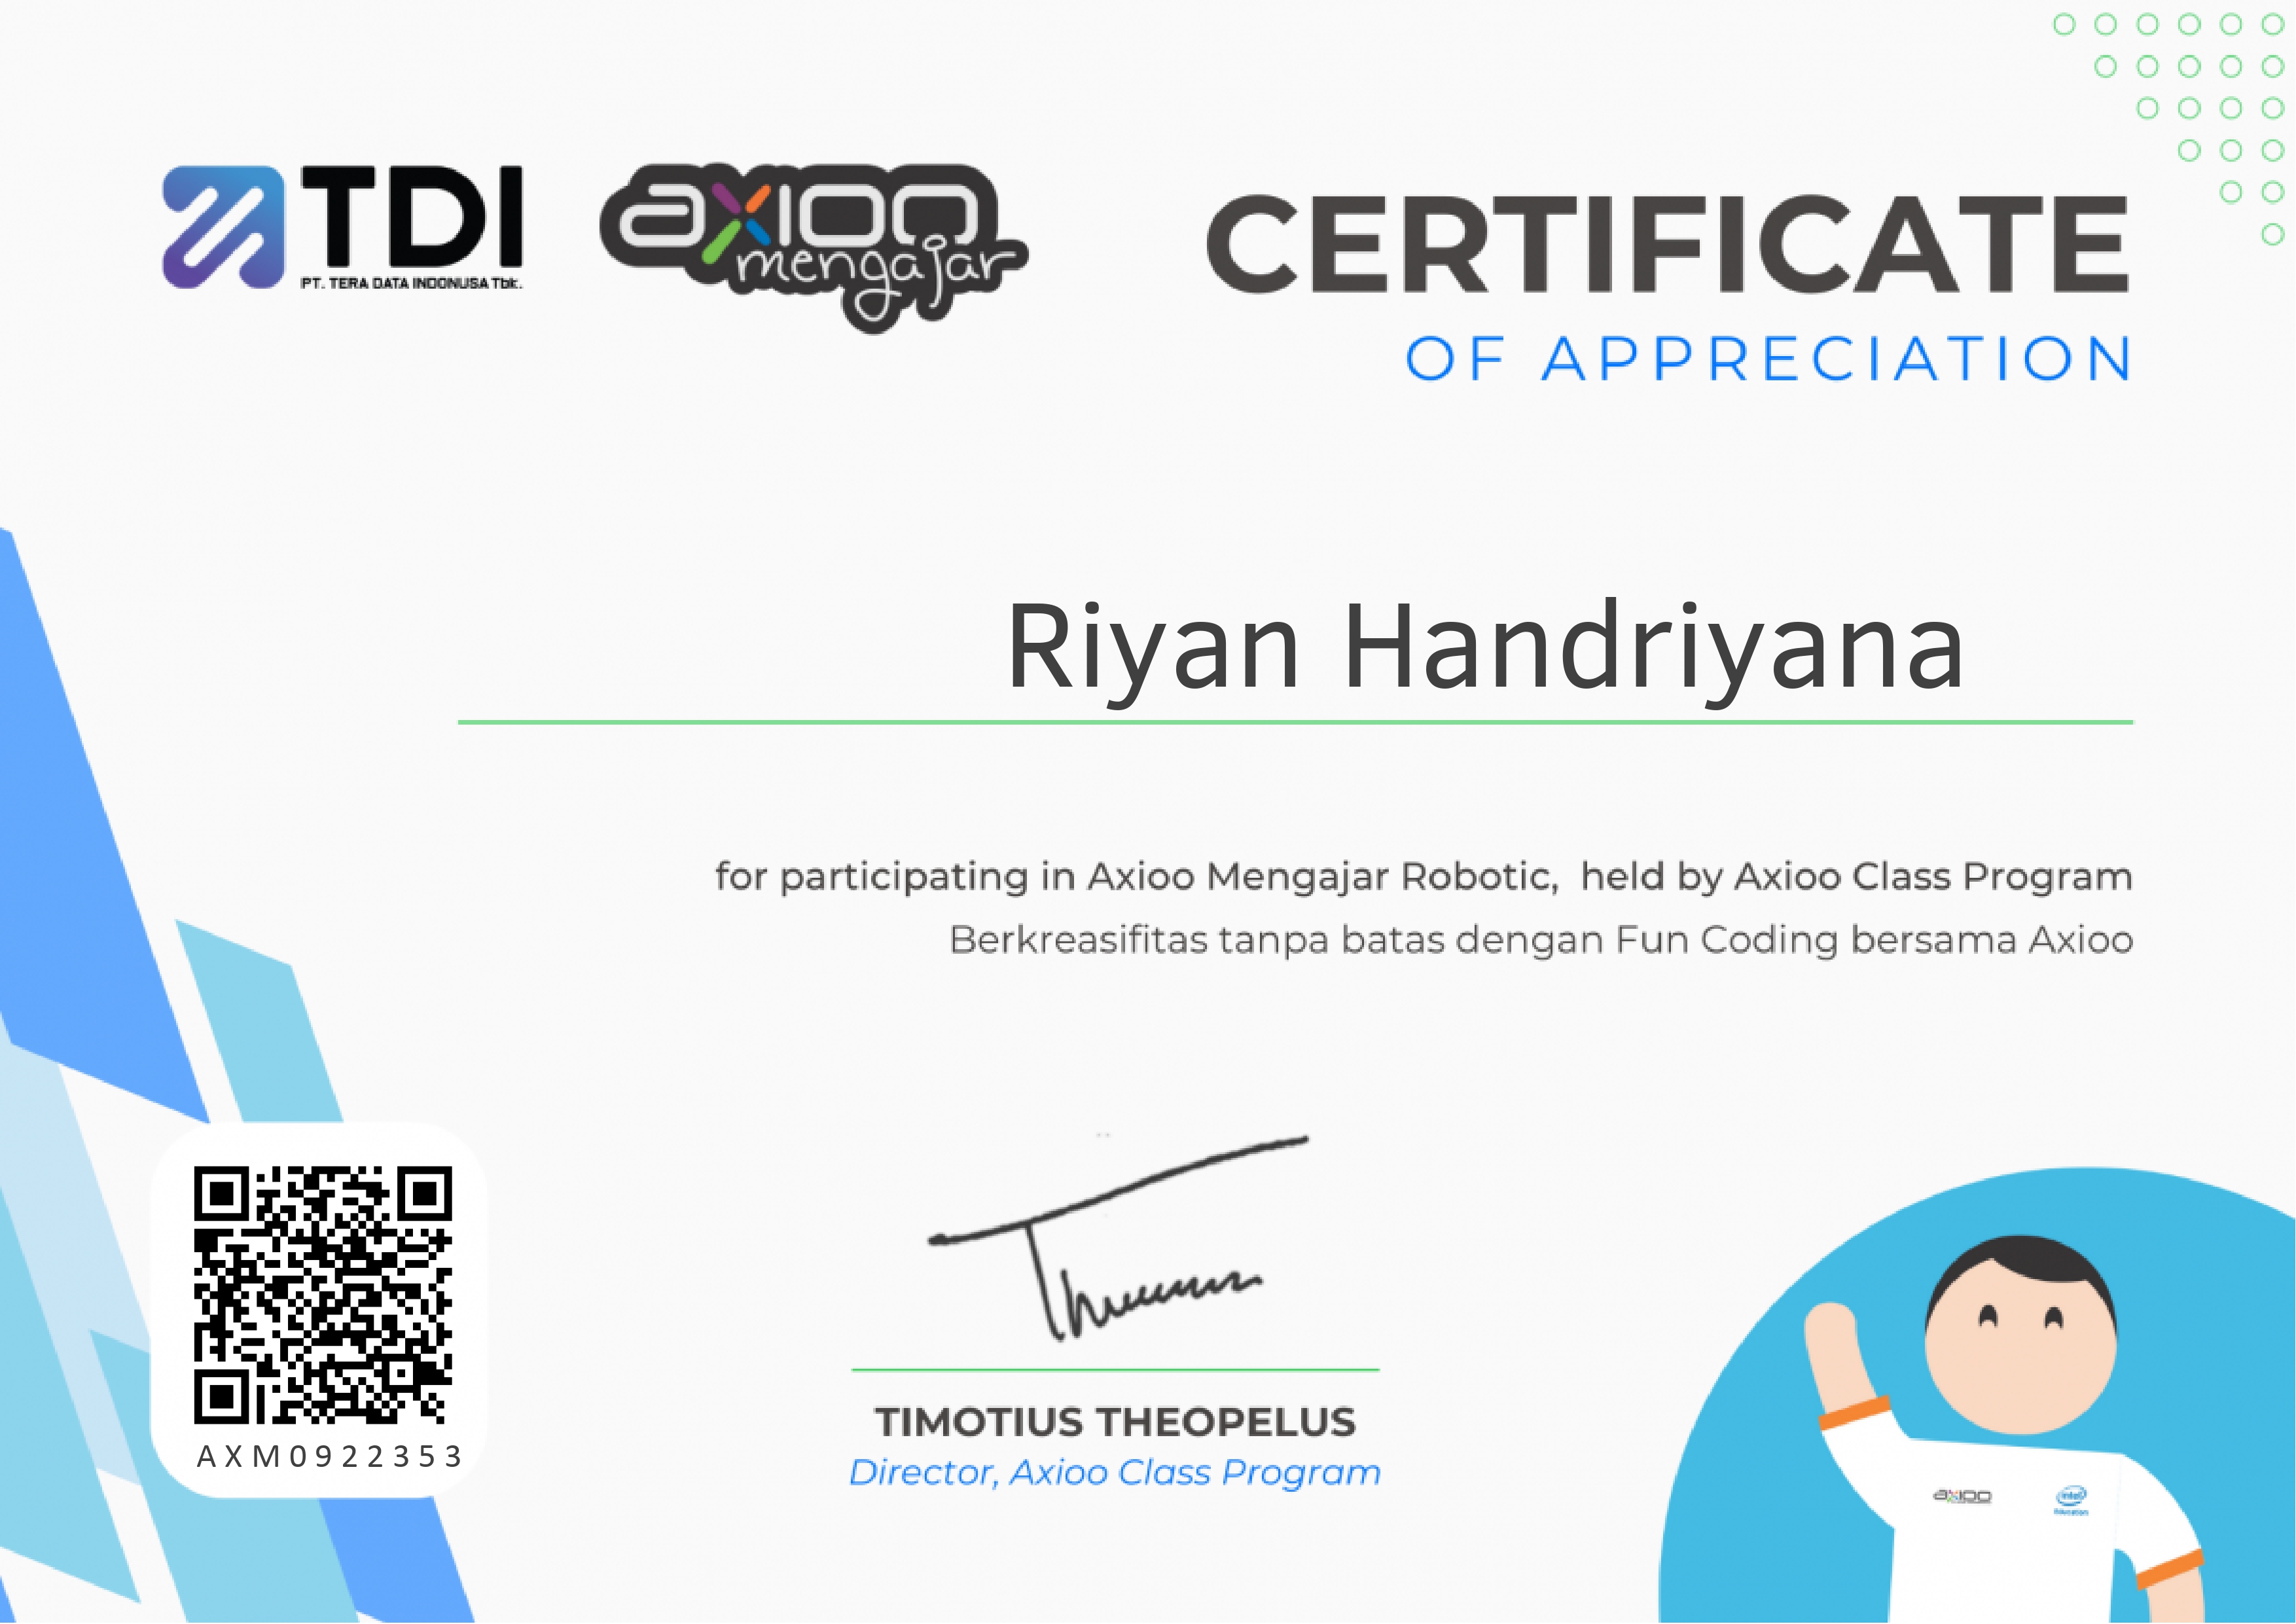 TDI
PT. TERA DATA INDONUSA Tbk.
axioo
mengajar
CERTIFICATE
OF APPRECIATION
Riyan Handriyana
for participating in Axioo Mengajar Robotic,  held by Axioo Class Program
Berkreasifitas tanpa batas dengan Fun Coding bersama Axioo
AXM0922353
TIMOTIUS THEOPELUS
Director, Axioo Class Program
axioo
intel
Education